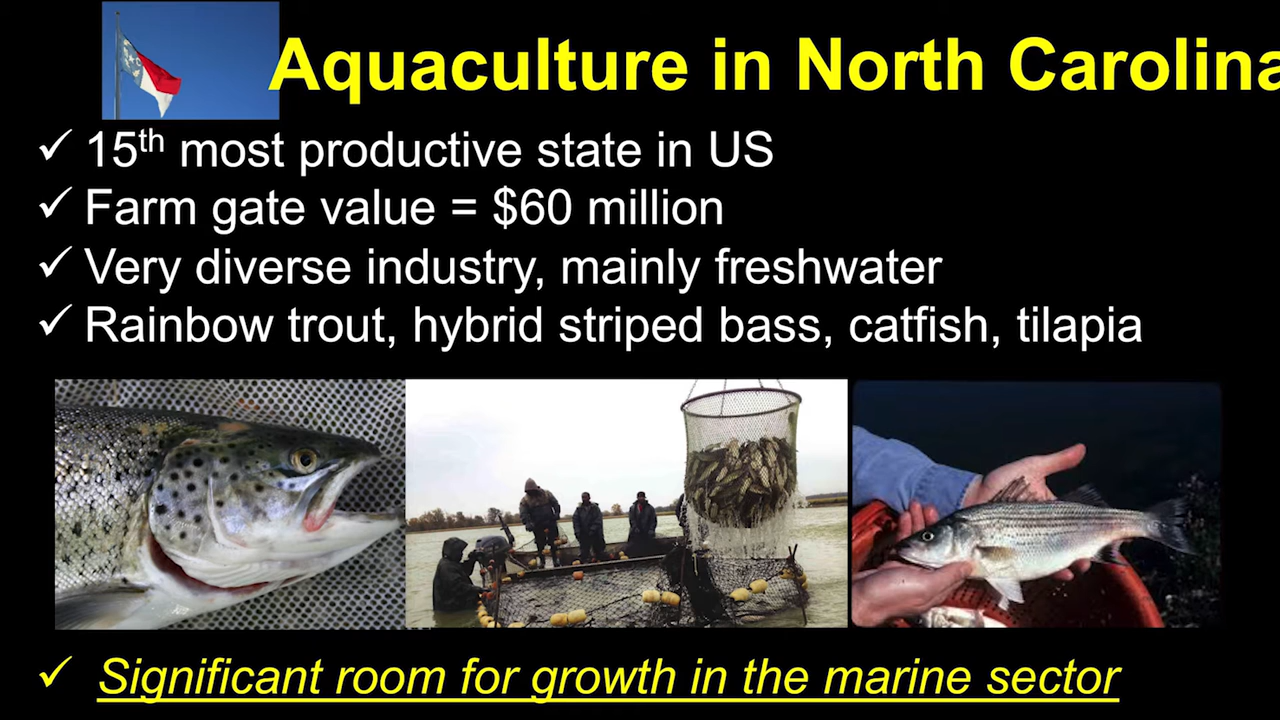 Aquaculture in North Carolina
✓ 15th most productive state in US
✓ Farm gate value = $60 million
✓ Very diverse industry, mainly freshwater
✓ Rainbow trout, hybrid striped bass, catfish, tilapia
✓ Significant room for growth in the marine sector